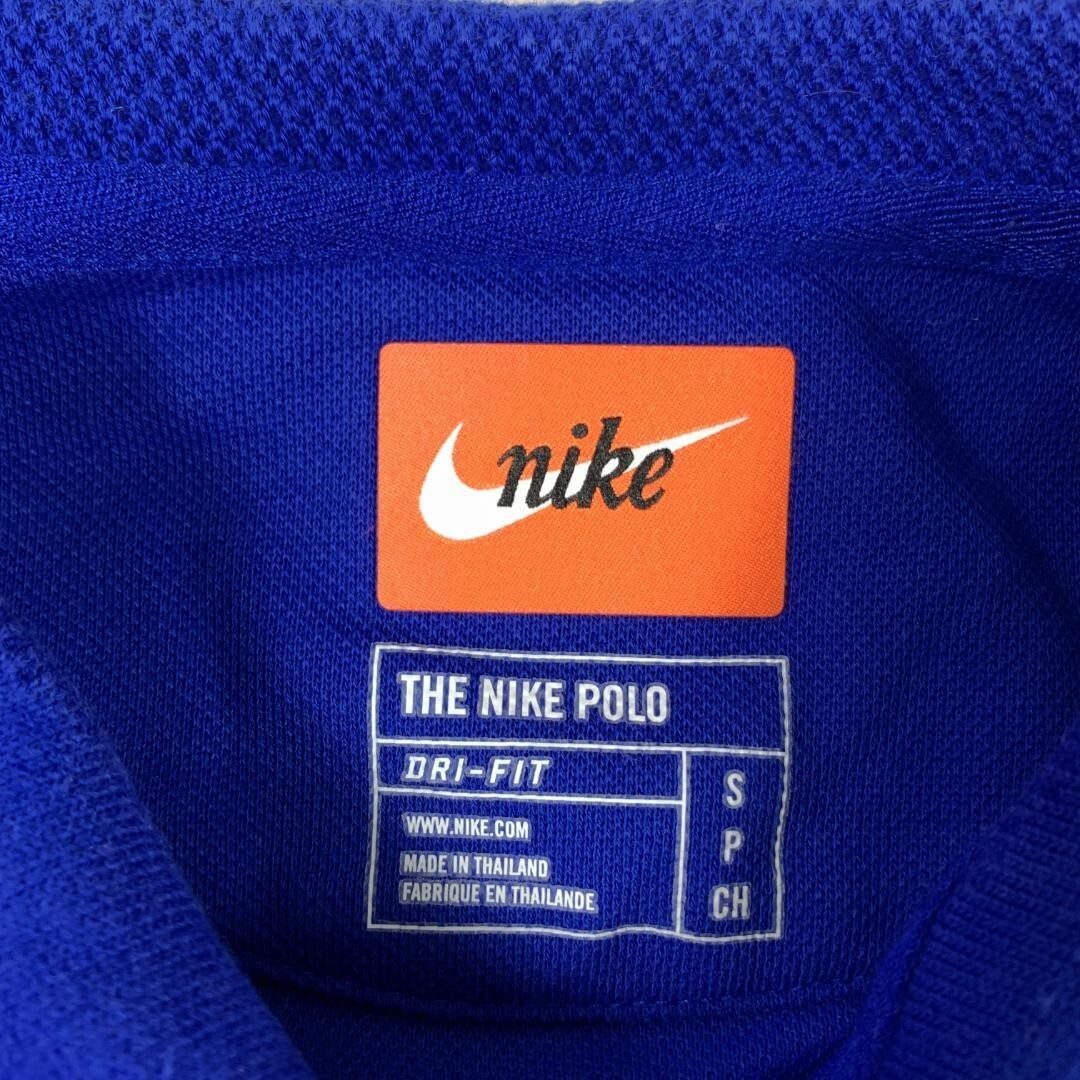 nike
THE NIKE POLO
DRI-FIT
WWW.NIKE.COM
MADE IN THAILAND
FABRIQUE EN THAILANDE
S
P
CH